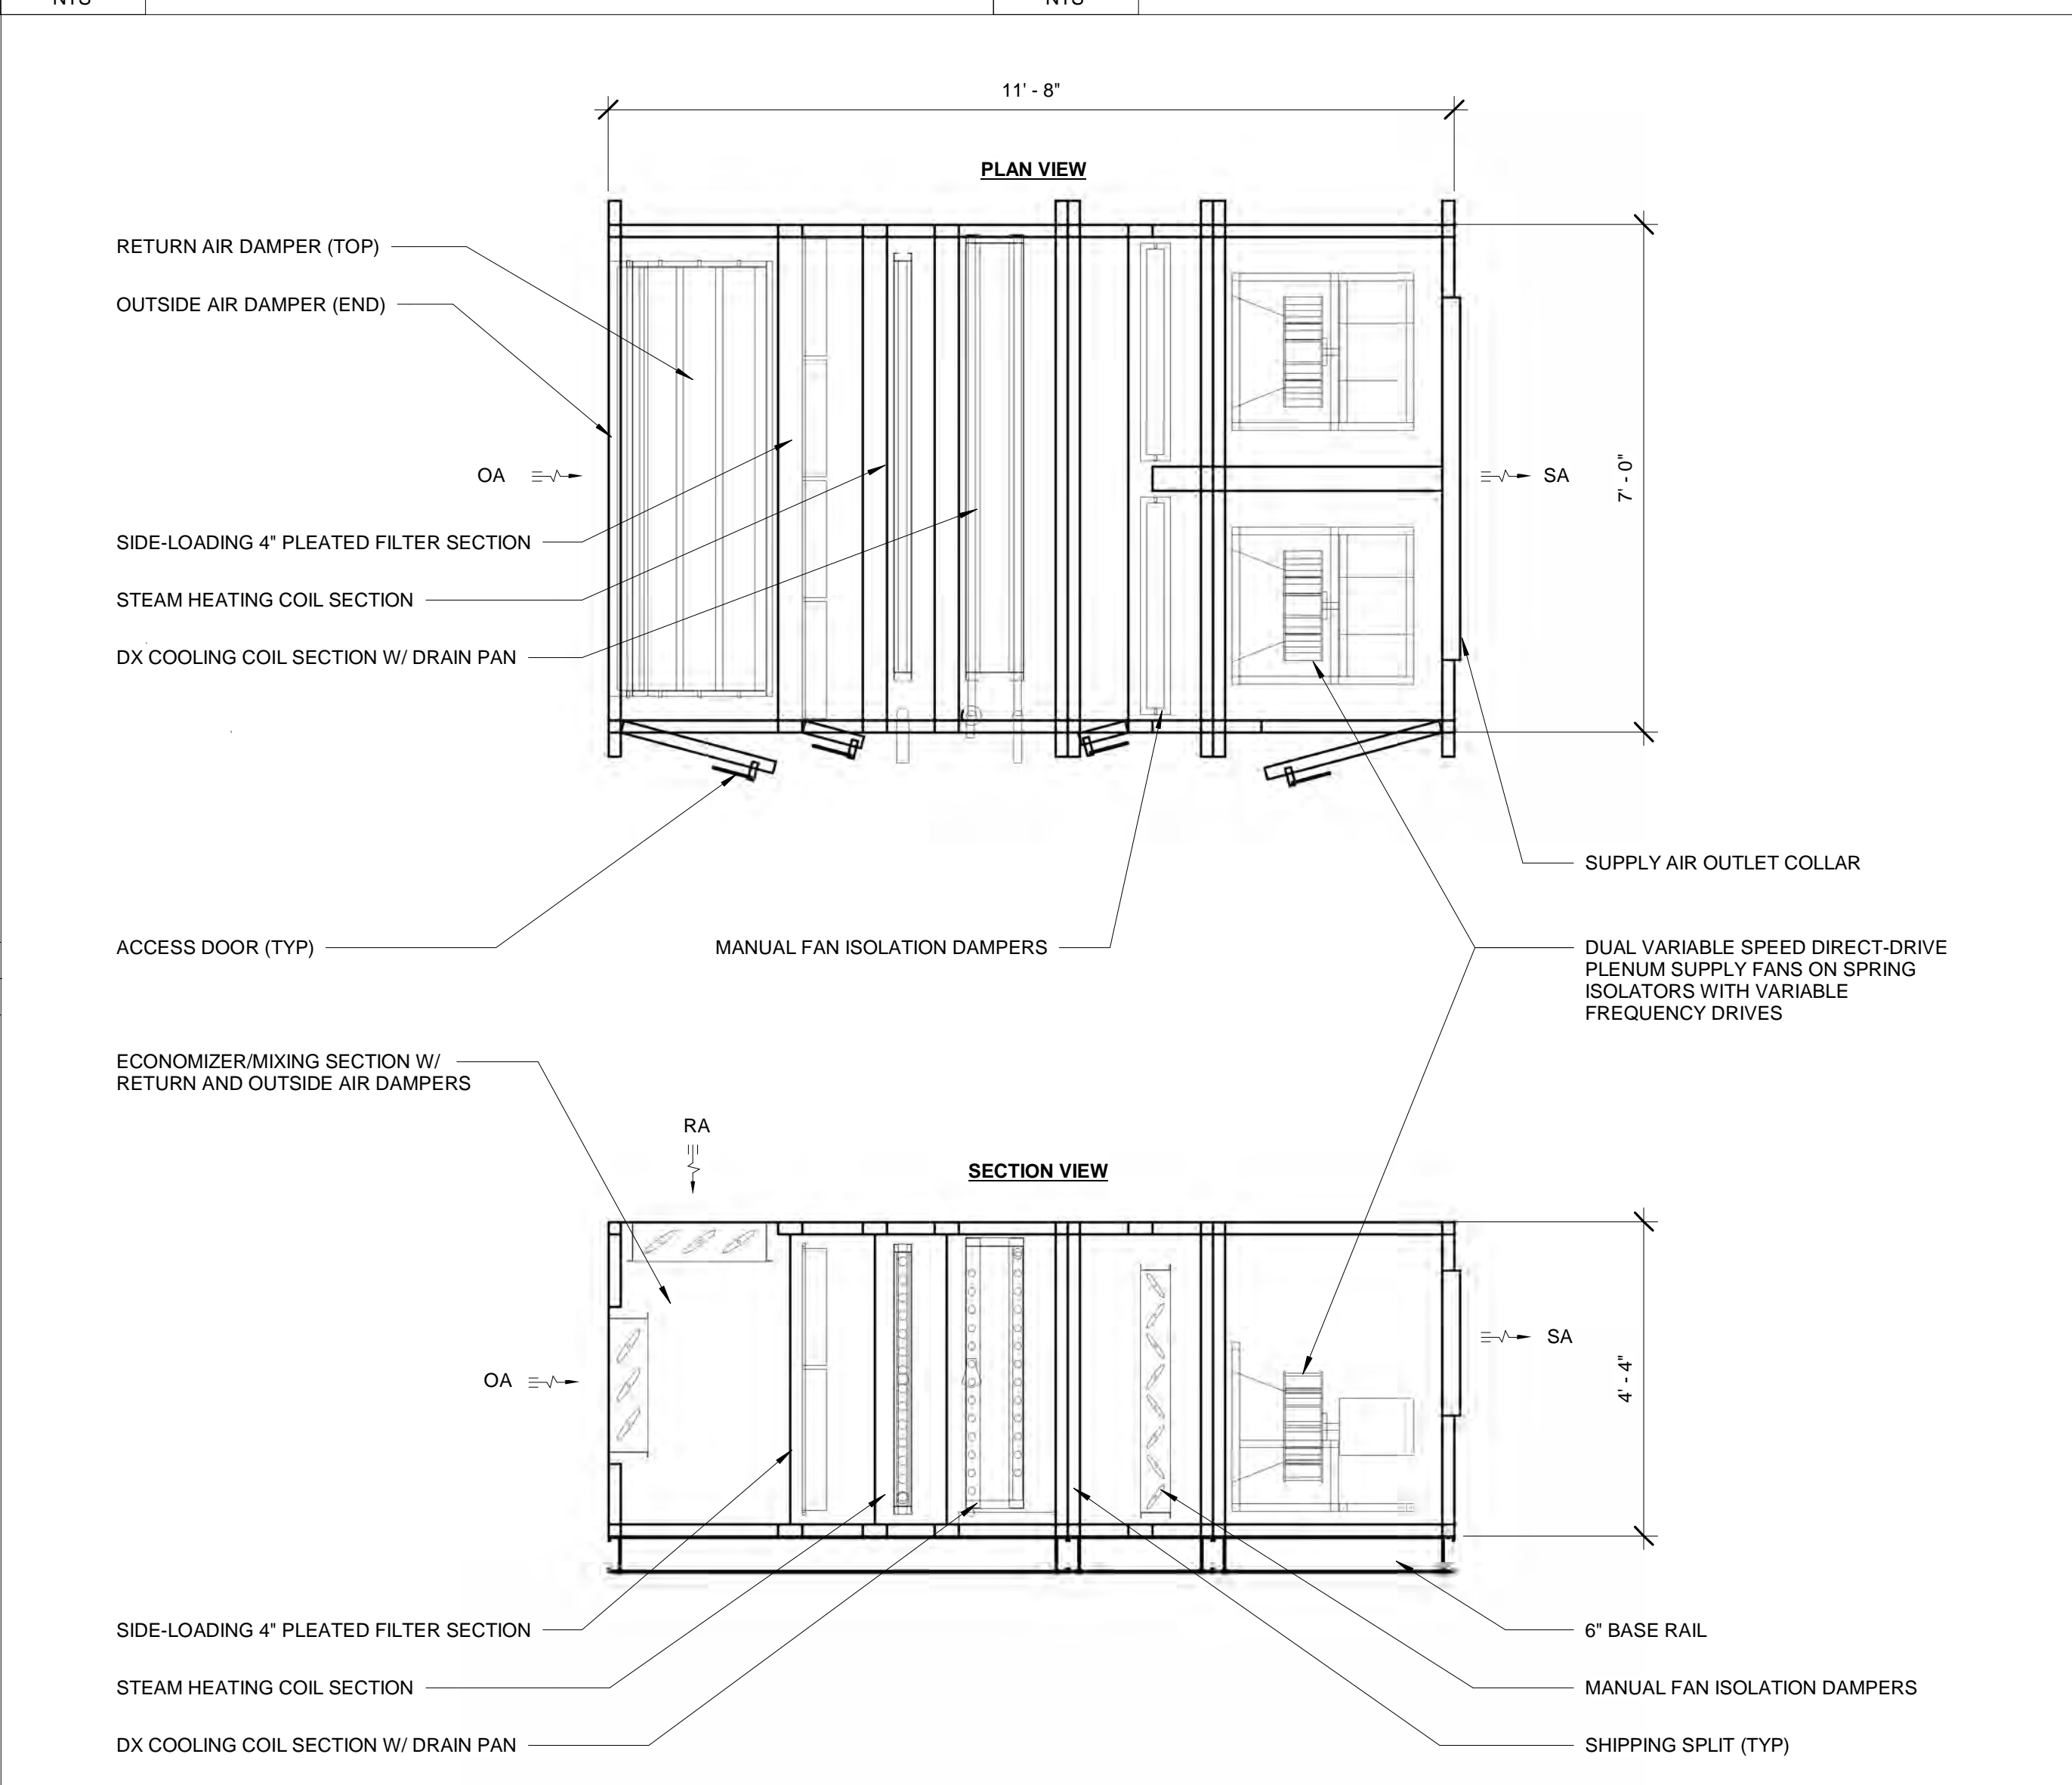 NTS
NTS
11' - 8"
PLAN VIEW
RETURN AIR DAMPER (TOP)
OUTSIDE AIR DAMPER (END)
OA
SA
7' - 0"
SIDE-LOADING 4" PLEATED FILTER SECTION
STEAM HEATING COIL SECTION
DX COOLING COIL SECTION W/ DRAIN PAN
SUPPLY AIR OUTLET COLLAR
ACCESS DOOR (TYP)
MANUAL FAN ISOLATION DAMPERS
DUAL VARIABLE SPEED DIRECT-DRIVE
PLENUM SUPPLY FANS ON SPRING
ISOLATORS WITH VARIABLE
FREQUENCY DRIVES
ECONOMIZER/MIXING SECTION W/
RETURN AND OUTSIDE AIR DAMPERS
RA
SECTION VIEW
OA
SA
4' - 4"
SIDE-LOADING 4" PLEATED FILTER SECTION
6" BASE RAIL
STEAM HEATING COIL SECTION
MANUAL FAN ISOLATION DAMPERS
DX COOLING COIL SECTION W/ DRAIN PAN
SHIPPING SPLIT (TYP)